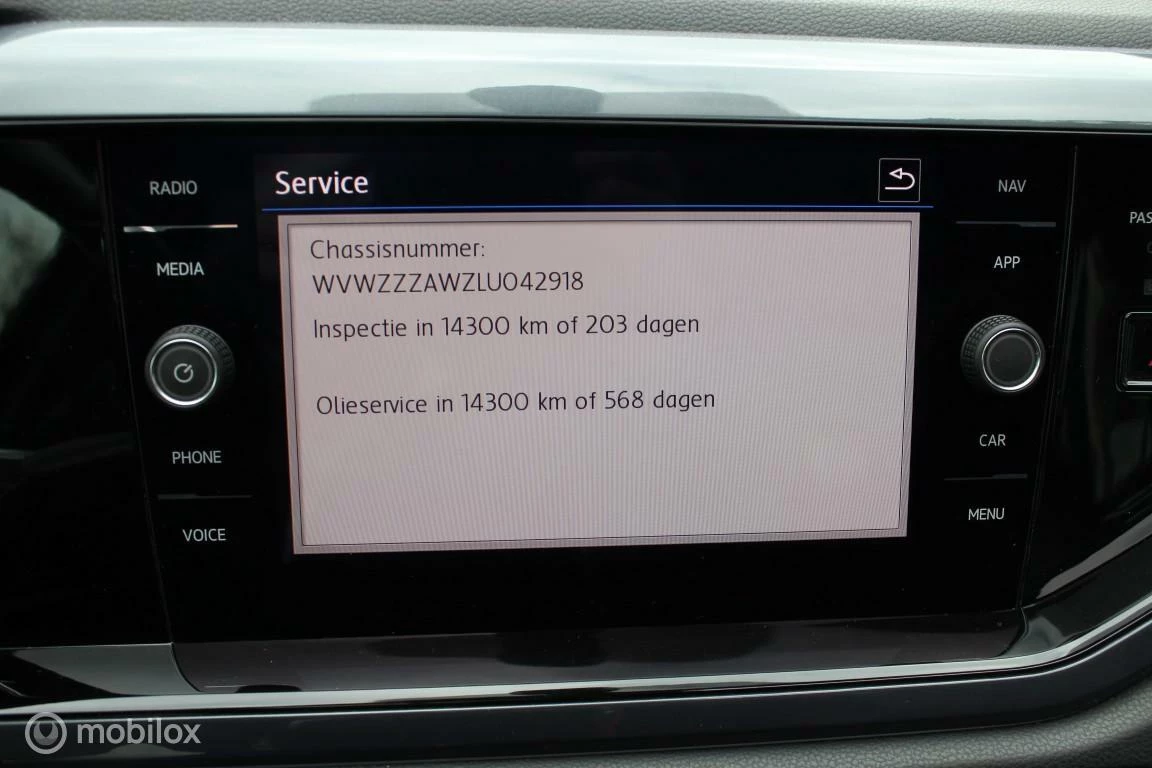 RADIO
MEDIA
PHONE
VOICE
Service
Chassisnummer:
WVWZZZAWZLU042918
Inspectie in 14300 km of 203 dagen
Olieservice in 14300 km of 568 dagen
NAV
APP
CAR
MENU
PAS
mobilox